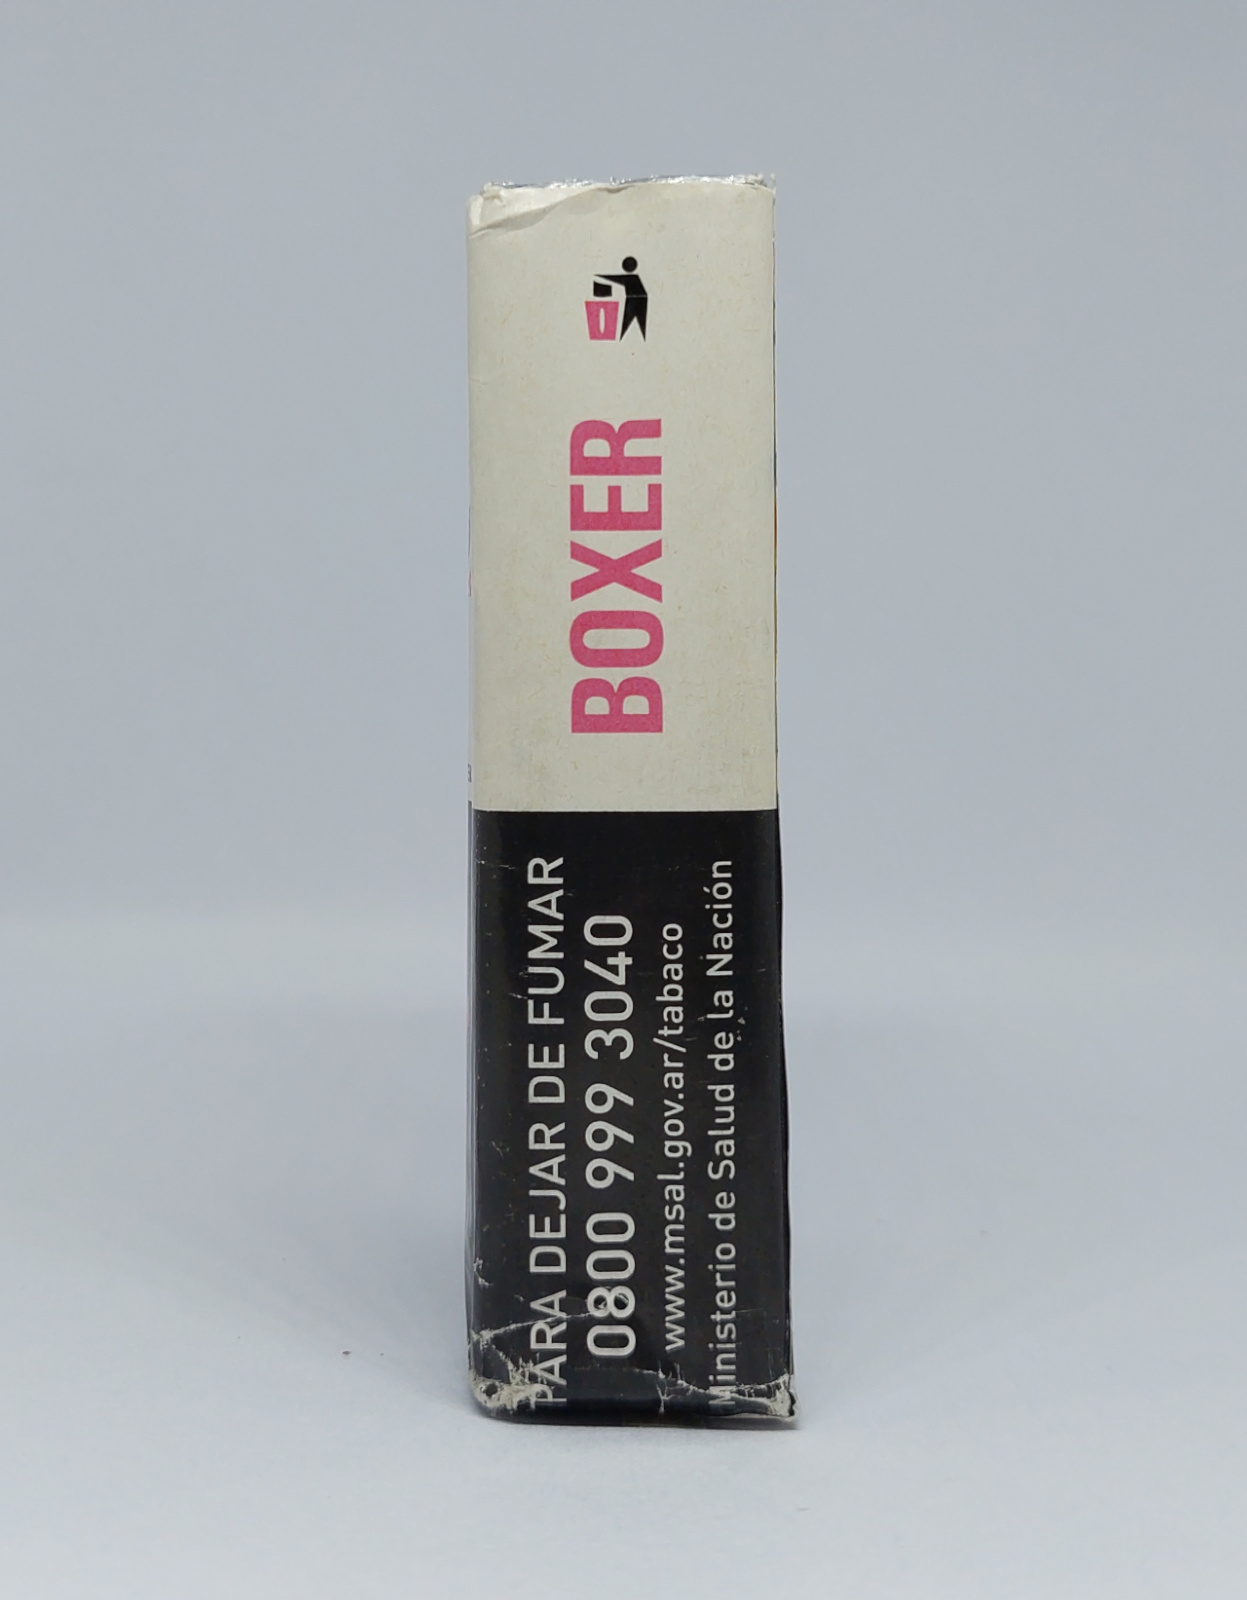 BOXER
PARA DEJAR DE FUMAR
0800 999 3040
www.msal.gov.ar/tabaco
Ministerio de Salud de la Nación